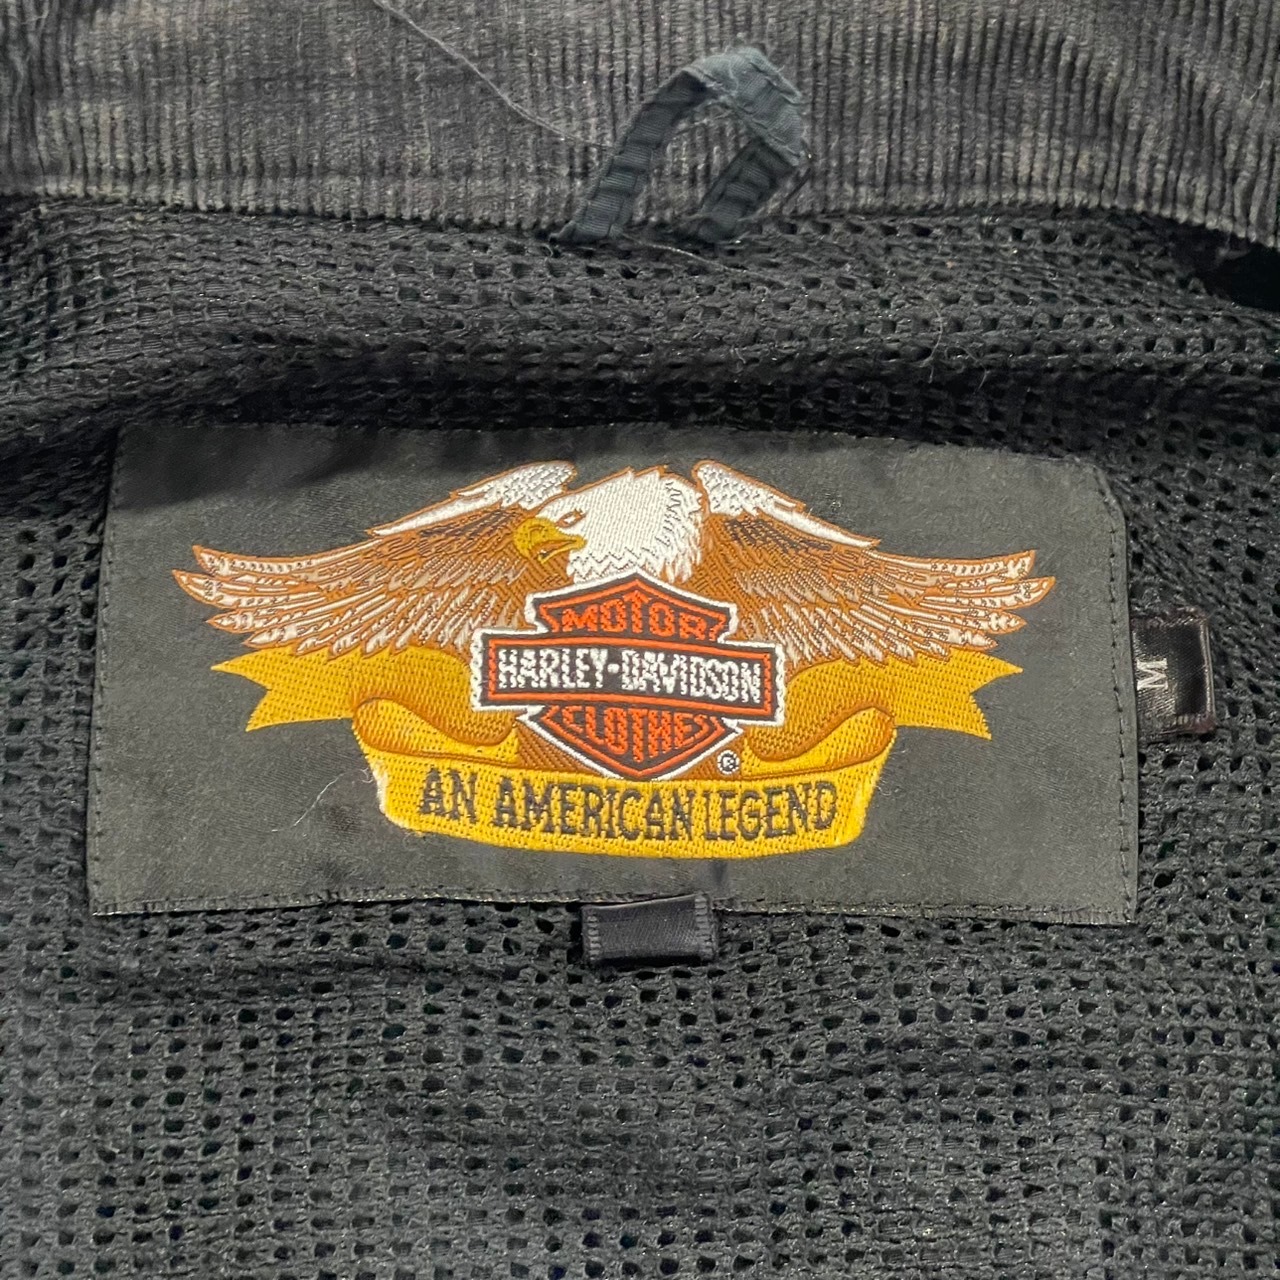 MOTOR
HARLEY-DAVIDSON
CLOTHES
®
AN AMERICAN LEGEND
M